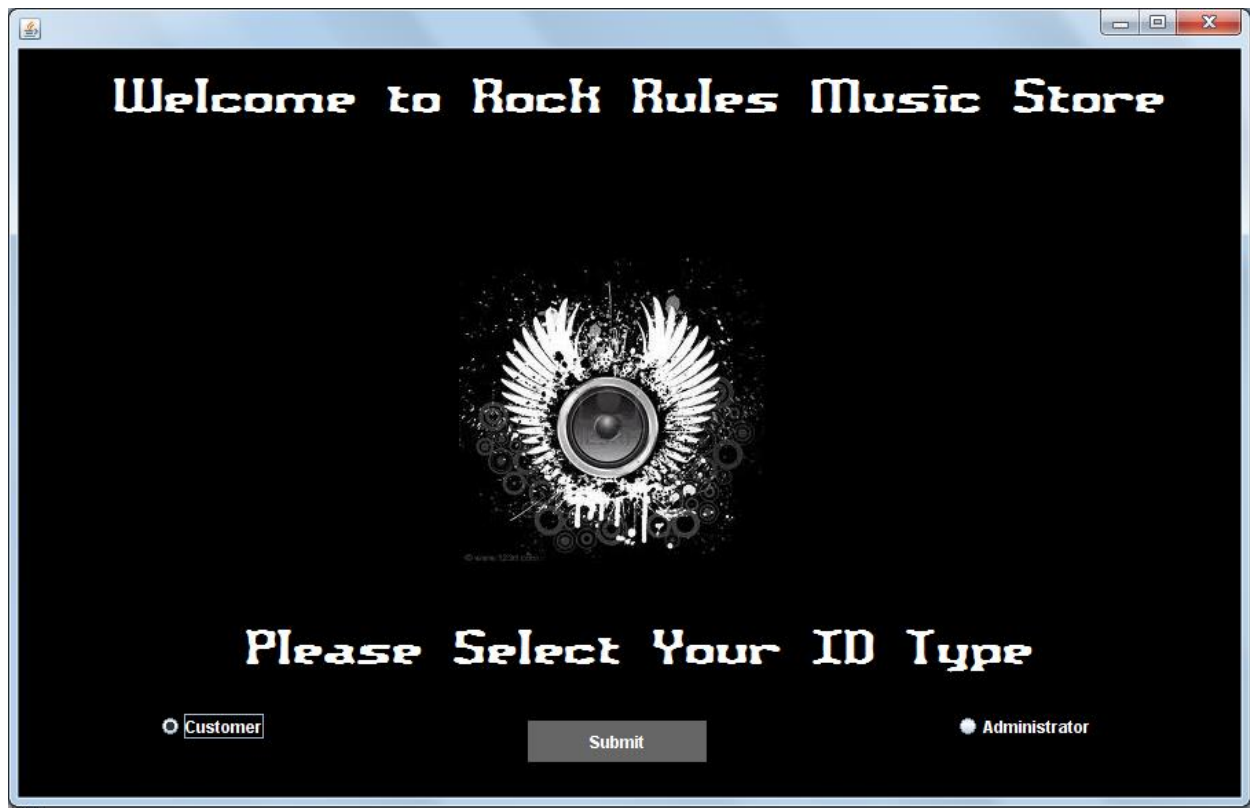 Welcome to Rock Rules Music Store
Please Select Your ID Type
Customer
Submit
Administrator